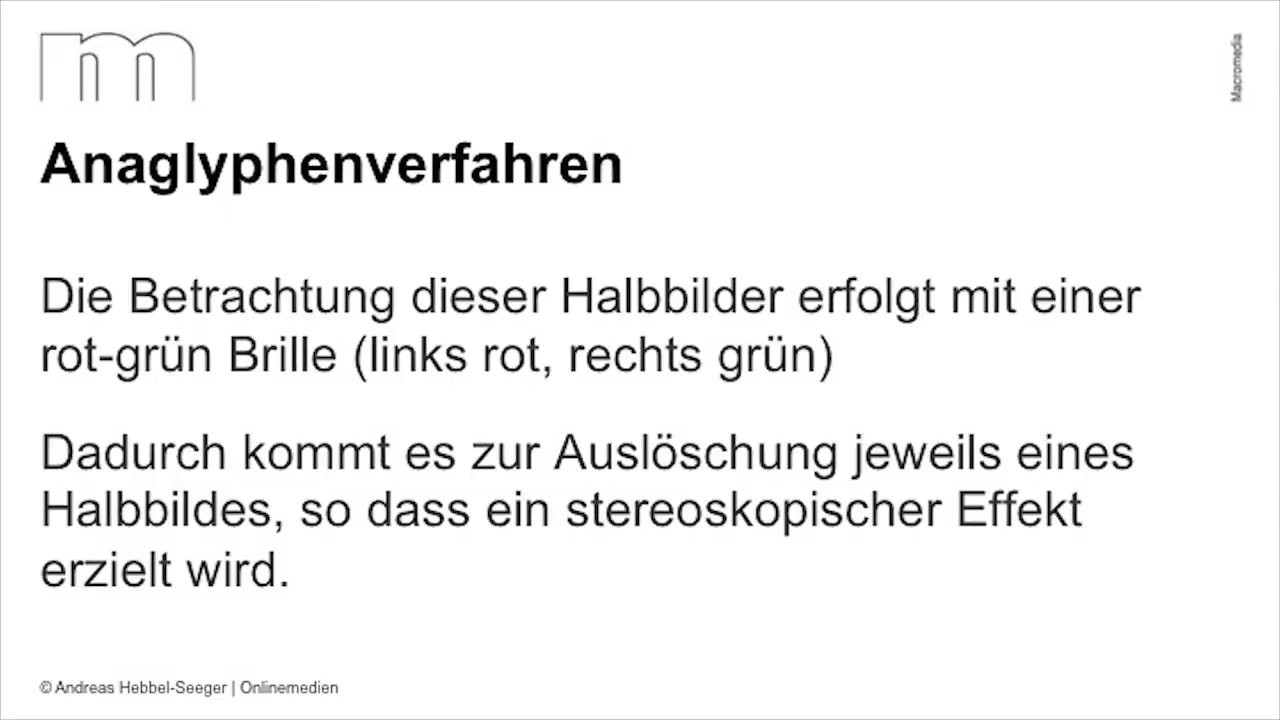 m
Macromedia
Anaglyphenverfahren
Die Betrachtung dieser Halbbilder erfolgt mit einer
rot-grün Brille (links rot, rechts grün)
Dadurch kommt es zur Auslöschung jeweils eines
Halbbildes, so dass ein stereoskopischer Effekt
erzielt wird.
© Andreas Hebbel-Seeger | Onlinemedien